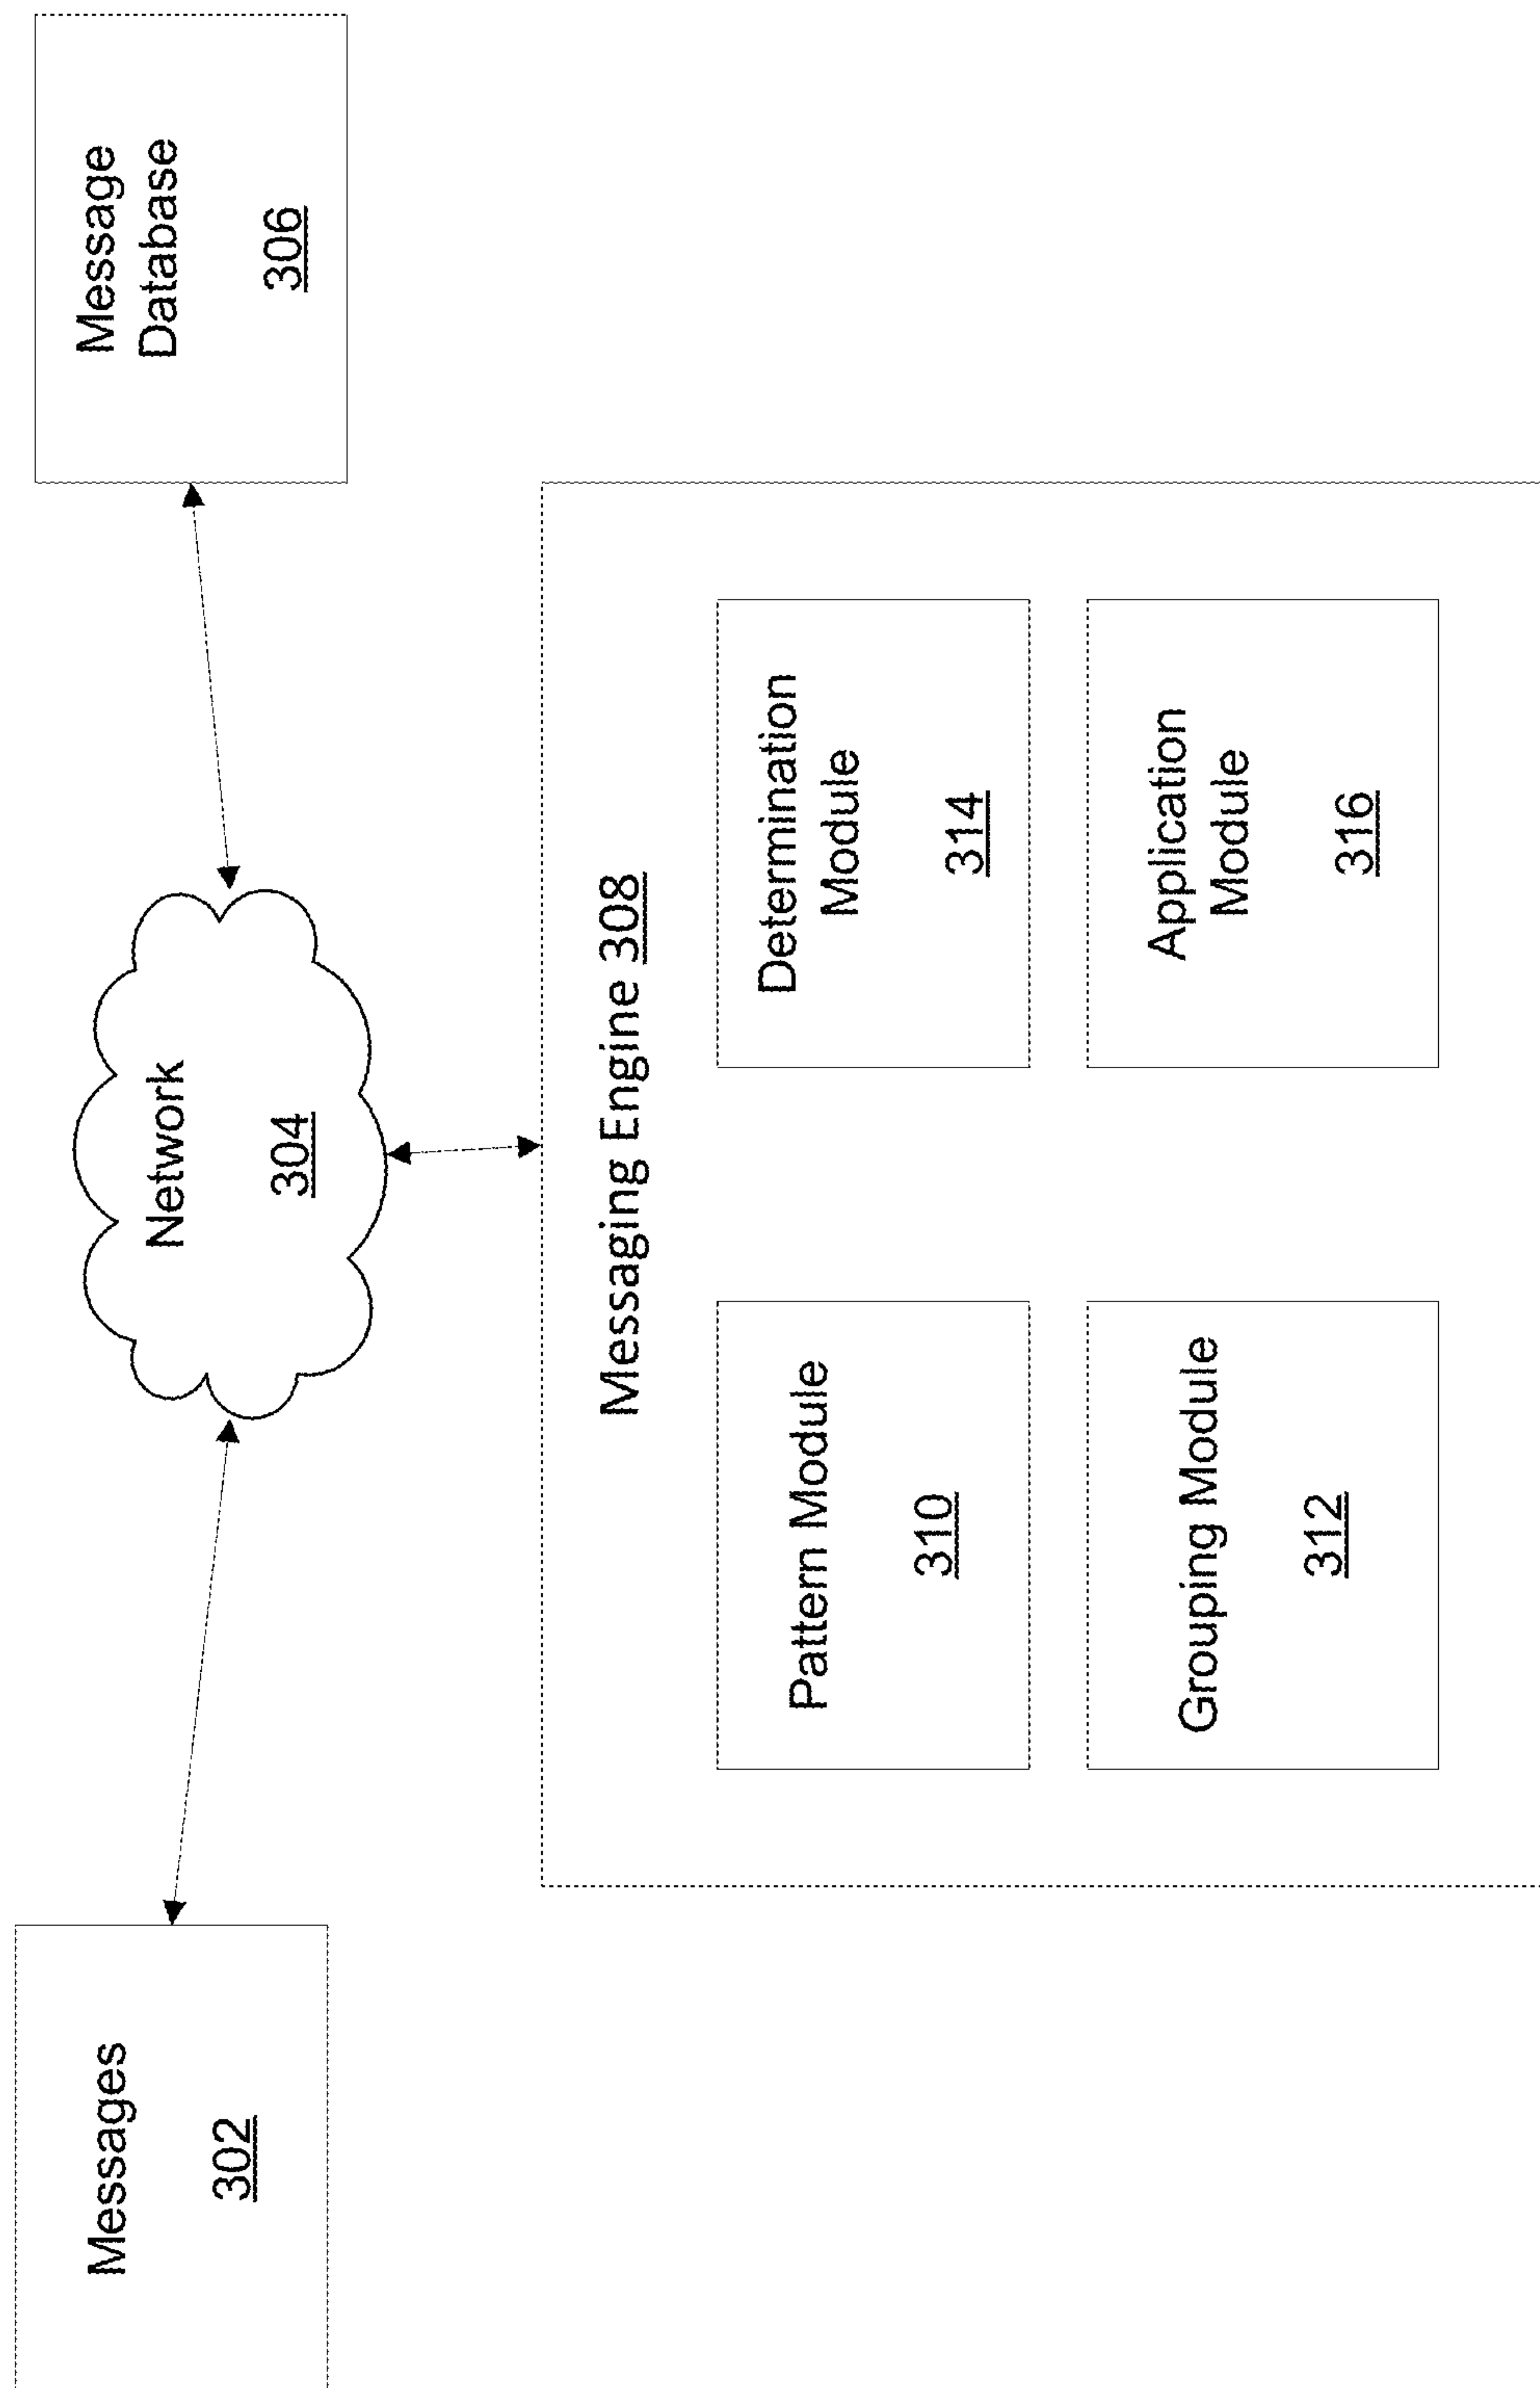 Messages
302
Network
304
Message
Database
306
Messaging Engine 308
Pattern Module
310
Determination
Module
314
Grouping Module
312
Application
Module
316